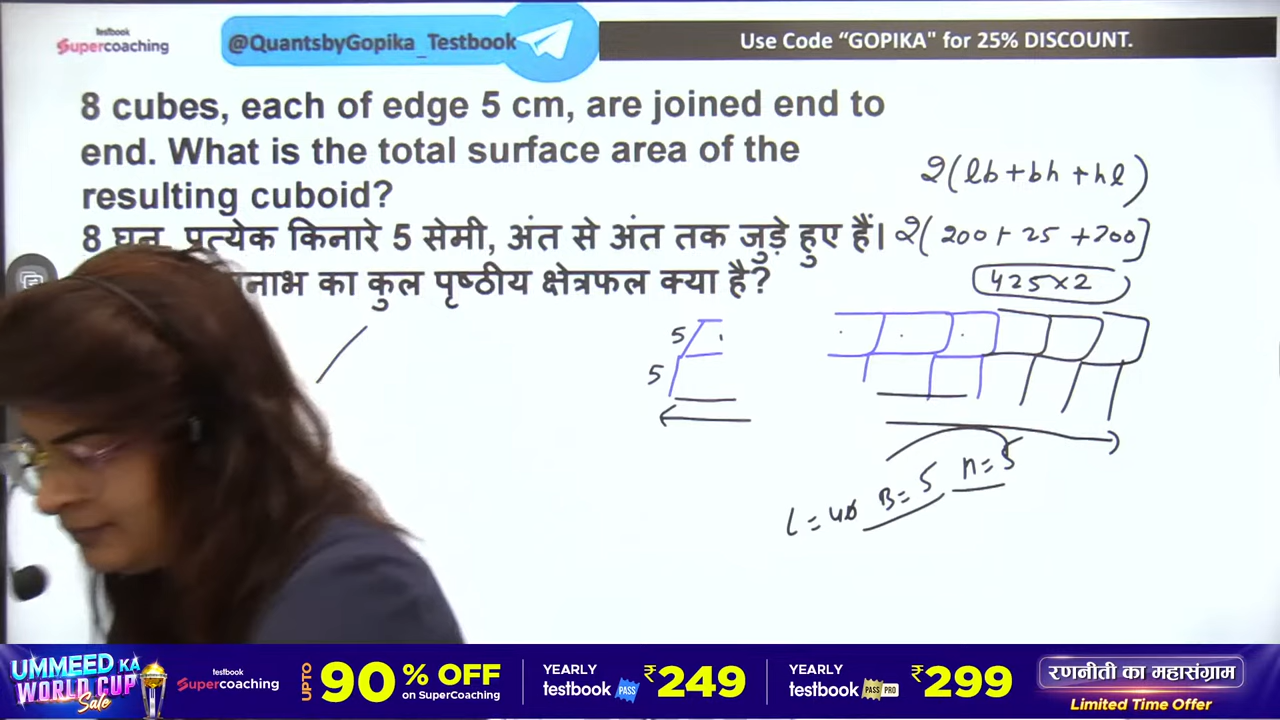 testbook
Supercoaching
@QuantsbyGopika_Testbook
Use Code “GOPIKA" for 25% DISCOUNT.
8 cubes, each of edge 5 cm, are joined end to
end. What is the total surface area of the
resulting cuboid?
8 घन, प्रत्येक किनारे 5 सेमी, अंत से अंत तक जुड़े हुए हैं।
नाभ का कुल पृष्ठीय क्षेत्रफल क्या है?
2(lb+bh+hl)
2(200+25+200)
425×2
5
5
l=40 B=5 h=5
UMMEED KA
WORLD CUP
Sale
testbook
Supercoaching
UPTO
90% OFF
on SuperCoaching
YEARLY
testbook PASS
₹249
YEARLY
testbook PASS PRO
₹299
रणनीती का महासंग्राम
Limited Time Offer